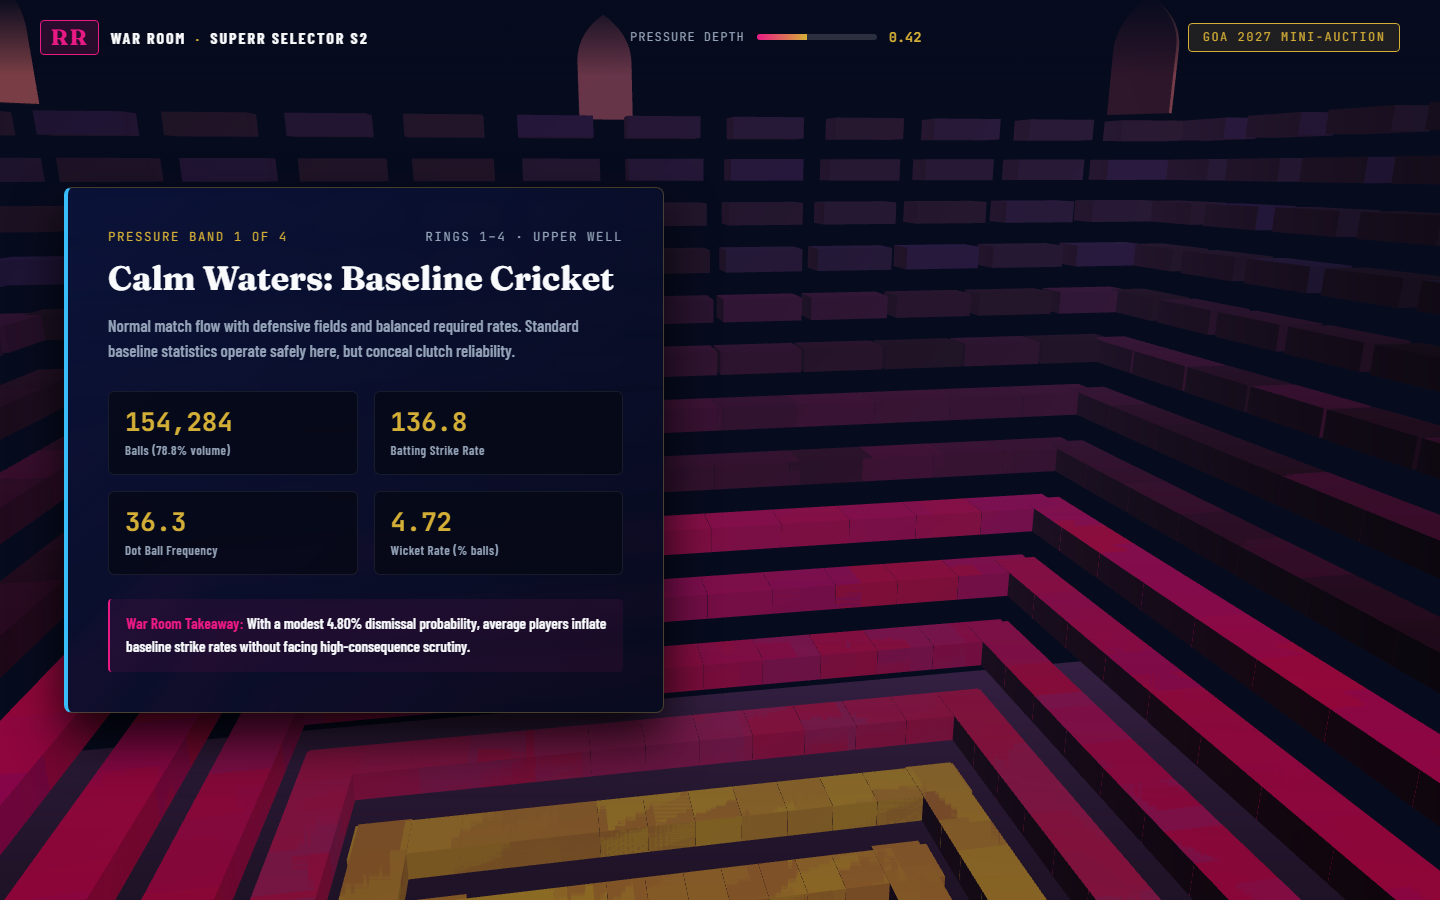 RR WAR ROOM · SUPERR SELECTOR S2
PRESSURE DEPTH 0.42
GOA 2027 MINI-AUCTION
PRESSURE BAND 1 OF 4
RINGS 1–4 · UPPER WELL
Calm Waters: Baseline Cricket
Normal match flow with defensive fields and balanced required rates. Standard
baseline statistics operate safely here, but conceal clutch reliability.
154,284
Balls (78.8% volume)
136.8
Batting Strike Rate
36.3
Dot Ball Frequency
4.72
Wicket Rate (% balls)
War Room Takeaway: With a modest 4.80% dismissal probability, average players inflate
baseline strike rates without facing high-consequence scrutiny.